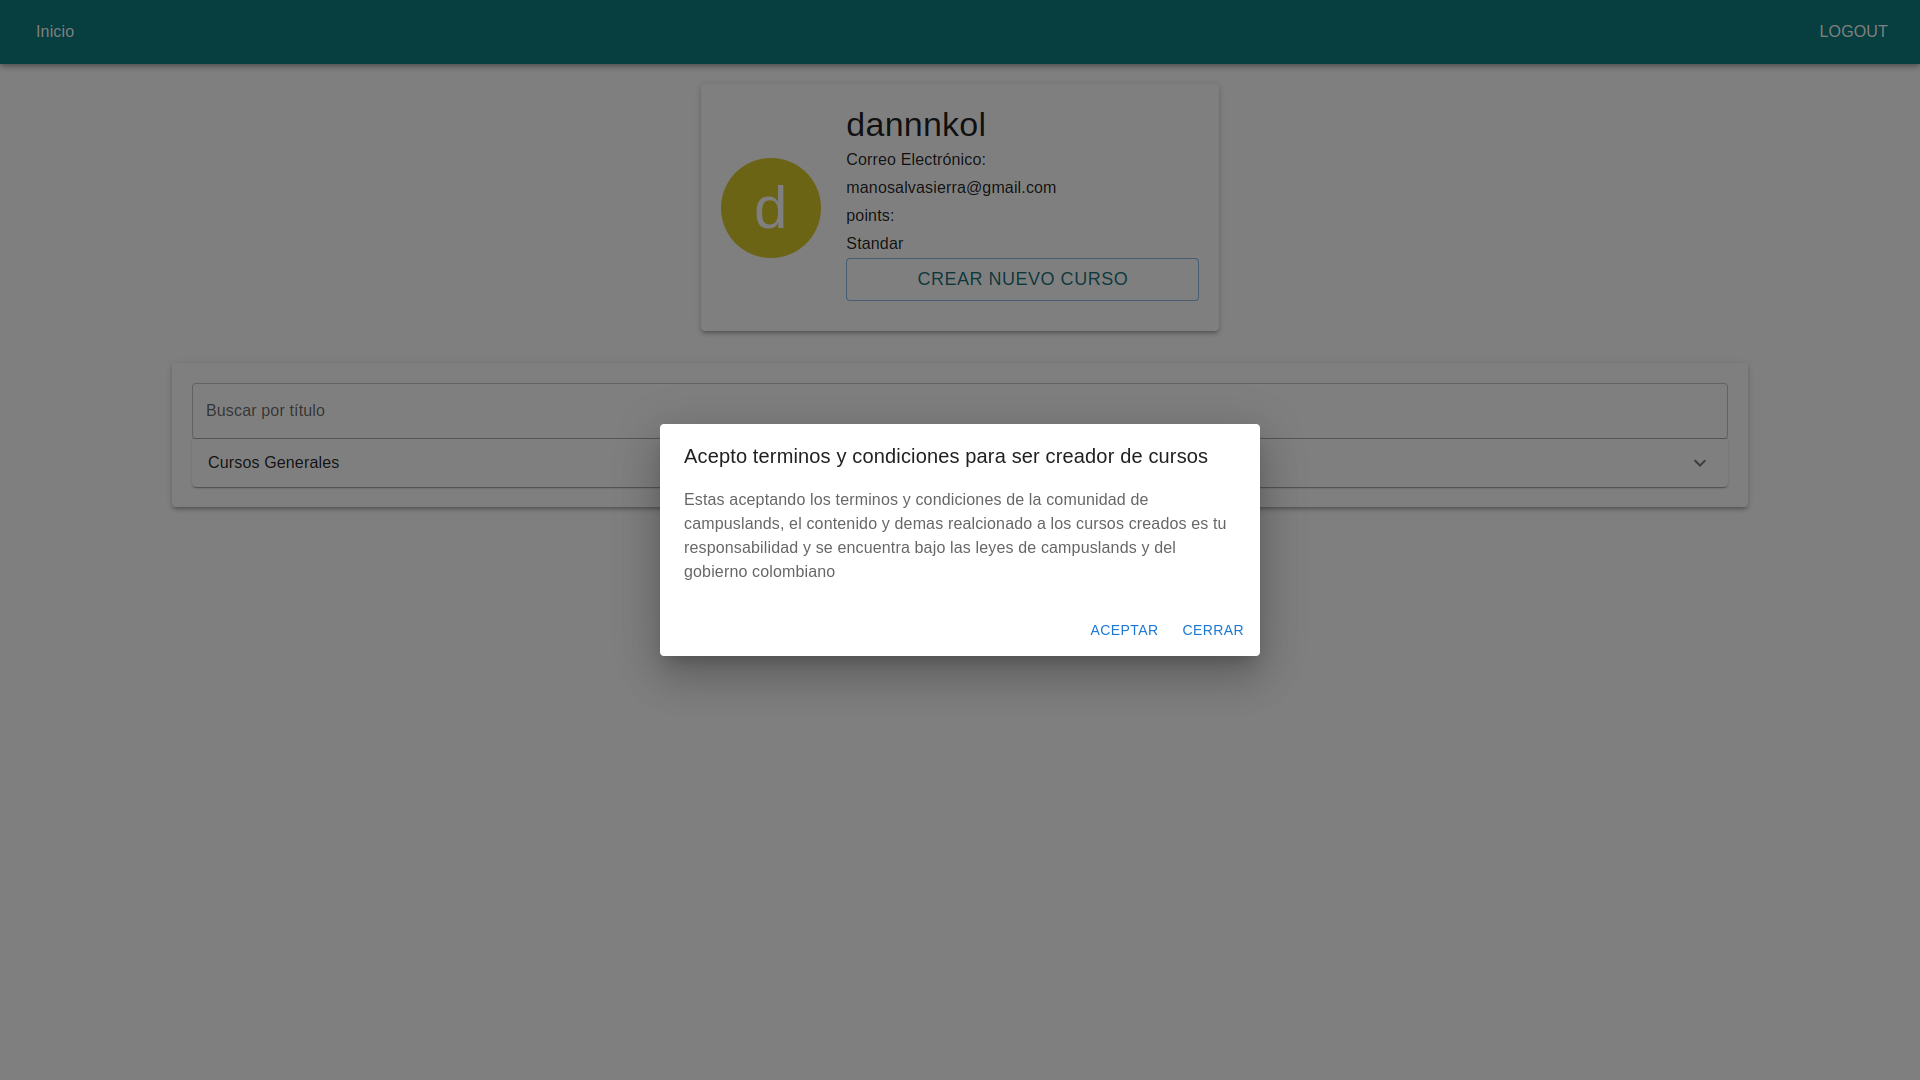 Inicio
LOGOUT
dannnkol
d
Correo Electrónico:
manosalvasierra@gmail.com
points:
Standar
CREAR NUEVO CURSO
Buscar por título
Cursos Generales
Acepto terminos y condiciones para ser creador de cursos
Estas aceptando los terminos y condiciones de la comunidad de
campuslands, el contenido y demas realcionado a los cursos creados es tu
responsabilidad y se encuentra bajo las leyes de campuslands y del
gobierno colombiano
ACEPTAR
CERRAR